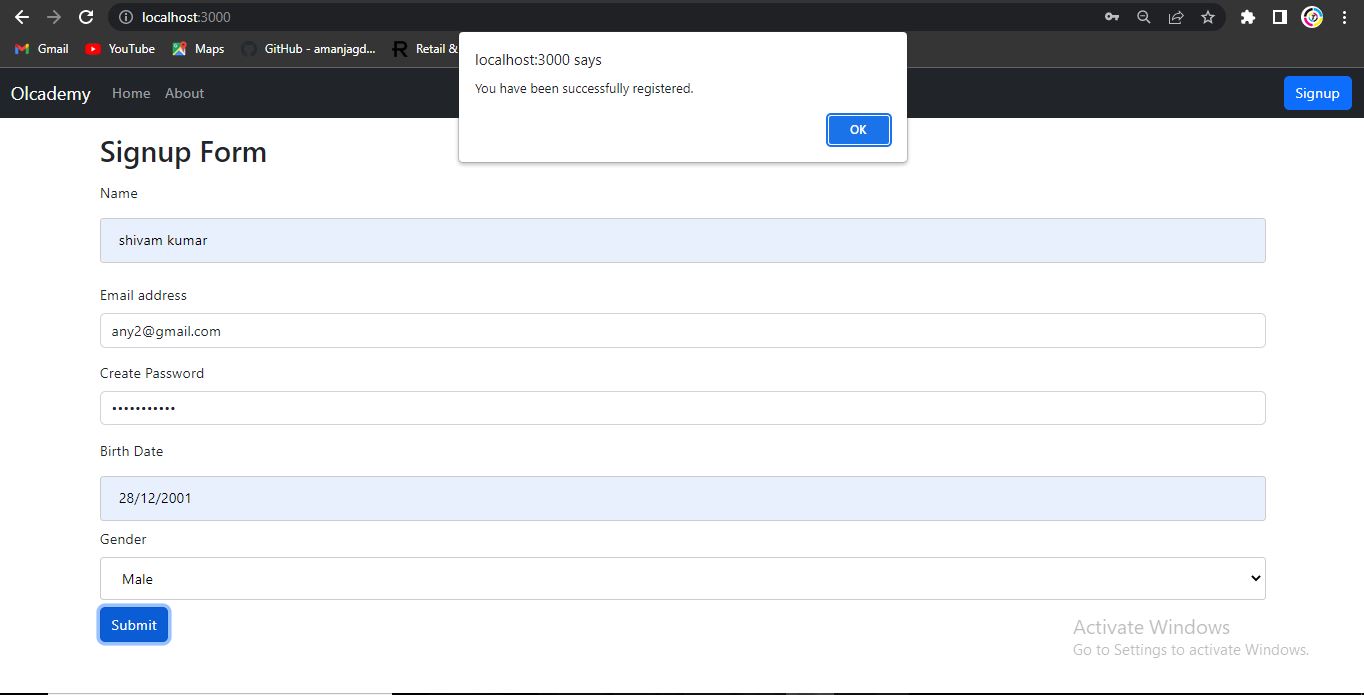 localhost:3000
Gmail YouTube Maps GitHub - amanjagd... Retail &
localhost:3000 says
You have been successfully registered.
OK
Olcademy Home About Signup
Signup Form
Name
shivam kumar
Email address
any2@gmail.com
Create Password
•••••••••••
Birth Date
28/12/2001
Gender
Male
Submit
Activate Windows
Go to Settings to activate Windows.